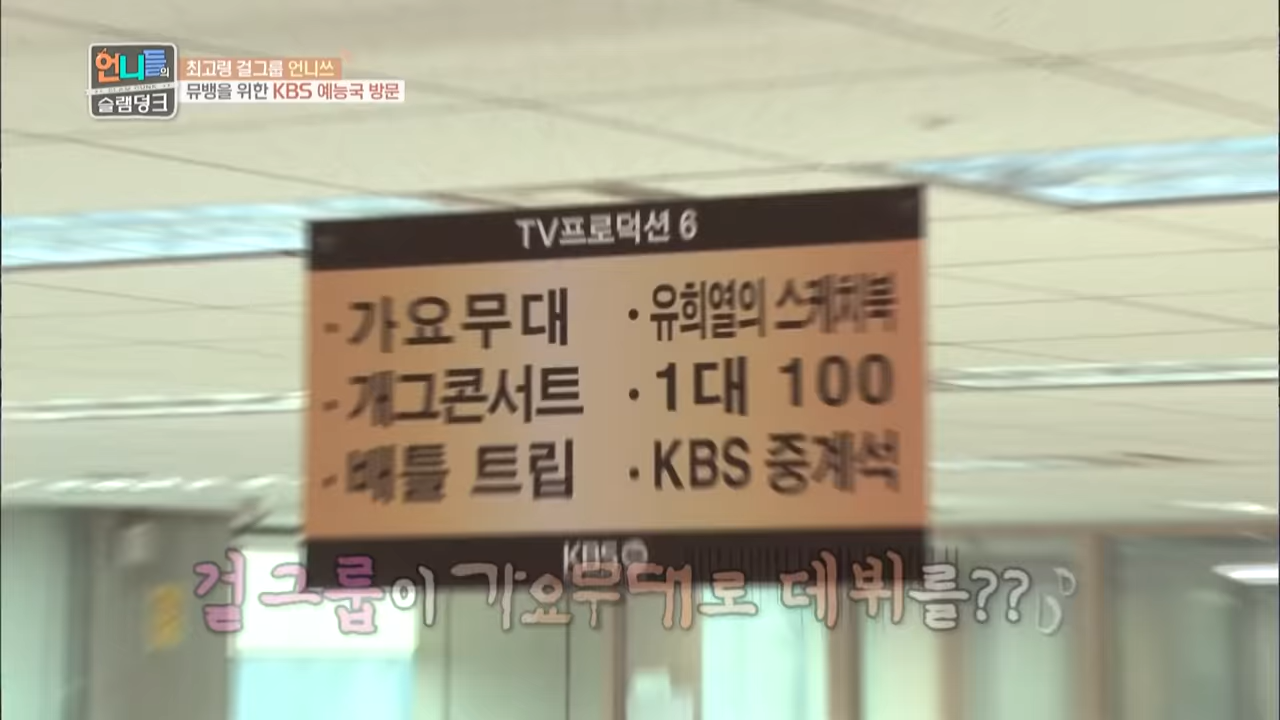 언니들의
슬램덩크
최고령 걸그룹 언니쓰
뮤뱅을 위한 KBS 예능국 방문
TV프로덕션 6
- 가요무대
· 유희열의 스케치북
- 개그콘서트
· 1대 100
- 배틀 트립
· KBS 중계석
KBS
걸그룹이 가요무대로 데뷔를??